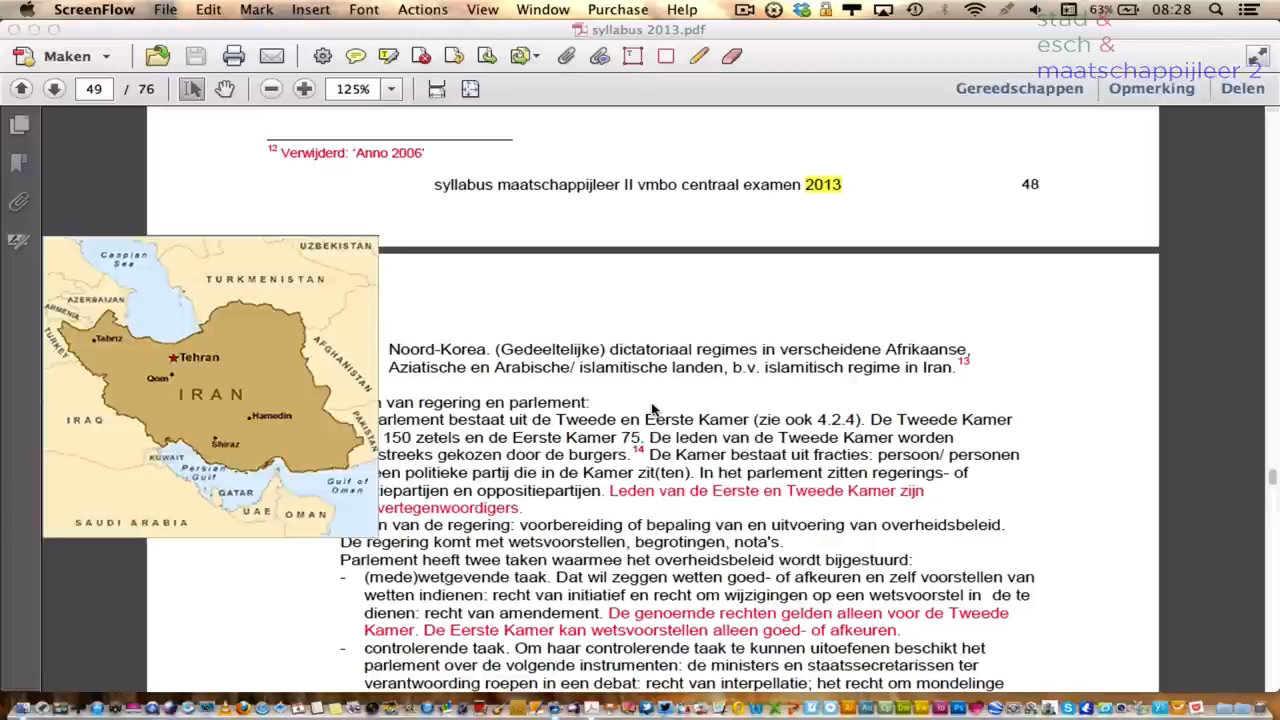 ScreenFlow File Edit Mark Insert Font Actions View Window Purchase Help 63% 08:28
syllabus 2013.pdf
stad &
esch &
maatschappijleer 2
Maken
49 / 76 125% Gereedschappen Opmerking Delen
12 Verwijderd: ‘Anno 2006’
syllabus maatschappijleer II vmbo centraal examen 2013 48
Caspian
Sea
UZBEKISTAN
TURKMENISTAN
AZERBAIJAN
ARMENIA
TURKEY
Tabriz
Tehran
AFGHANISTAN
Qom
IRAN
Hamedin
IRAQ
PAKISTAN
Shiraz
KUWAIT
Persian
Gulf
Gulf of
Oman
QATAR
UAE
OMAN
SAUDI ARABIA
Noord-Korea. (Gedeeltelijke) dictatoriaal regimes in verscheidene Afrikaanse,
Aziatische en Arabische/ islamitische landen, b.v. islamitisch regime in Iran. 13
van regering en parlement:
arlement bestaat uit de Tweede en Eerste Kamer (zie ook 4.2.4). De Tweede Kamer
150 zetels en de Eerste Kamer 75. De leden van de Tweede Kamer worden
streeks gekozen door de burgers. 14 De Kamer bestaat uit fracties: persoon/ personen
en politieke partij die in de Kamer zit(ten). In het parlement zitten regerings- of
iepartijen en oppositiepartijen. Leden van de Eerste en Tweede Kamer zijn
vertegenwoordigers.
n van de regering: voorbereiding of bepaling van en uitvoering van overheidsbeleid.
De regering komt met wetsvoorstellen, begrotingen, nota's.
Parlement heeft twee taken waarmee het overheidsbeleid wordt bijgestuurd:
- (mede)wetgevende taak. Dat wil zeggen wetten goed- of afkeuren en zelf voorstellen van
wetten indienen: recht van initiatief en recht om wijzigingen op een wetsvoorstel in de te
dienen: recht van amendement. De genoemde rechten gelden alleen voor de Tweede
Kamer. De Eerste Kamer kan wetsvoorstellen alleen goed- of afkeuren.
- controlerende taak. Om haar controlerende taak te kunnen uitoefenen beschikt het
parlement over de volgende instrumenten: de ministers en staatssecretarissen ter
verantwoording roepen in een debat: recht van interpellatie; het recht om mondelinge